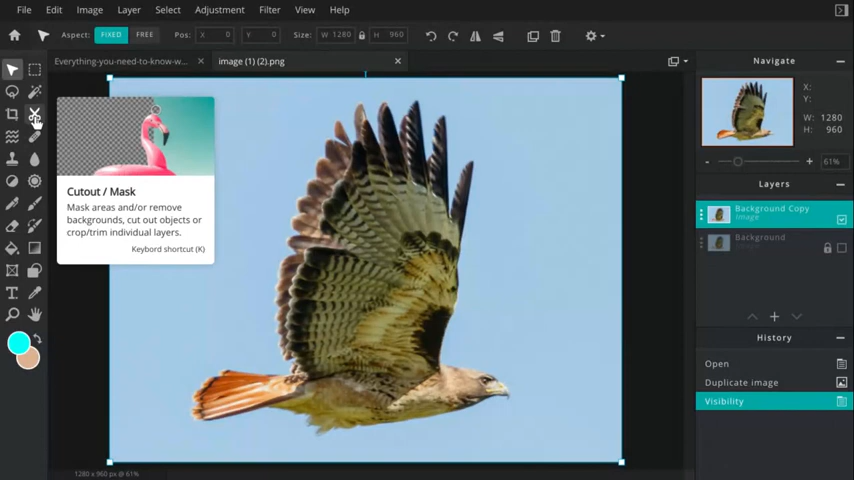 File Edit Image Layer Select Adjustment Filter View Help
Aspect: FIXED FREE Pos: X 0 Y 0 Size: W 1280 H 960
Everything-you-need-to-know-w...
image (1) (2).png
Cutout / Mask
Mask areas and/or remove
backgrounds, cut out objects or
crop/trim individual layers.
Keybord shortcut (K)
1280 x 960 px @ 61%
Navigate
X:
Y:
W: 1280
H: 960
- + 61%
Layers
Background Copy
Image
Background
History
Open
Duplicate image
Visibility